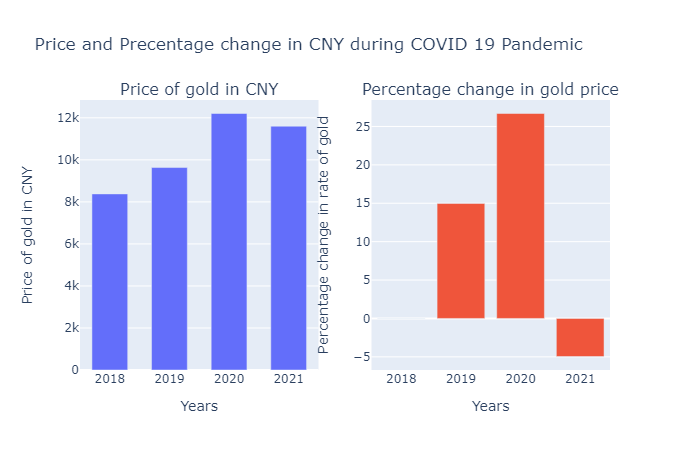 Price and Precentage change in CNY during COVID 19 Pandemic
Price of gold in CNY
Price of gold in CNY
12k
10k
8k
6k
4k
2k
0
2018 2019 2020 2021
Years
Percentage change in gold price
Percentage change in rate of gold
25
20
15
10
5
0
−5
2018 2019 2020 2021
Years